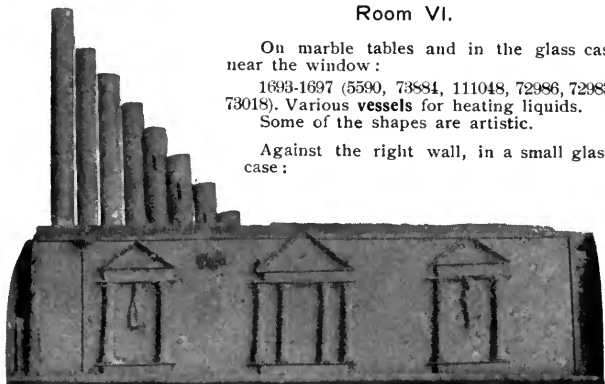 Room VI.
On marble tables and in the glass cas
near the window :
1693-1697 (5590, 73884, 111048, 72986, 7298
73018). Various vessels for heating liquids.
Some of the shapes are artistic.
Against the right wall, in a small glas
case :